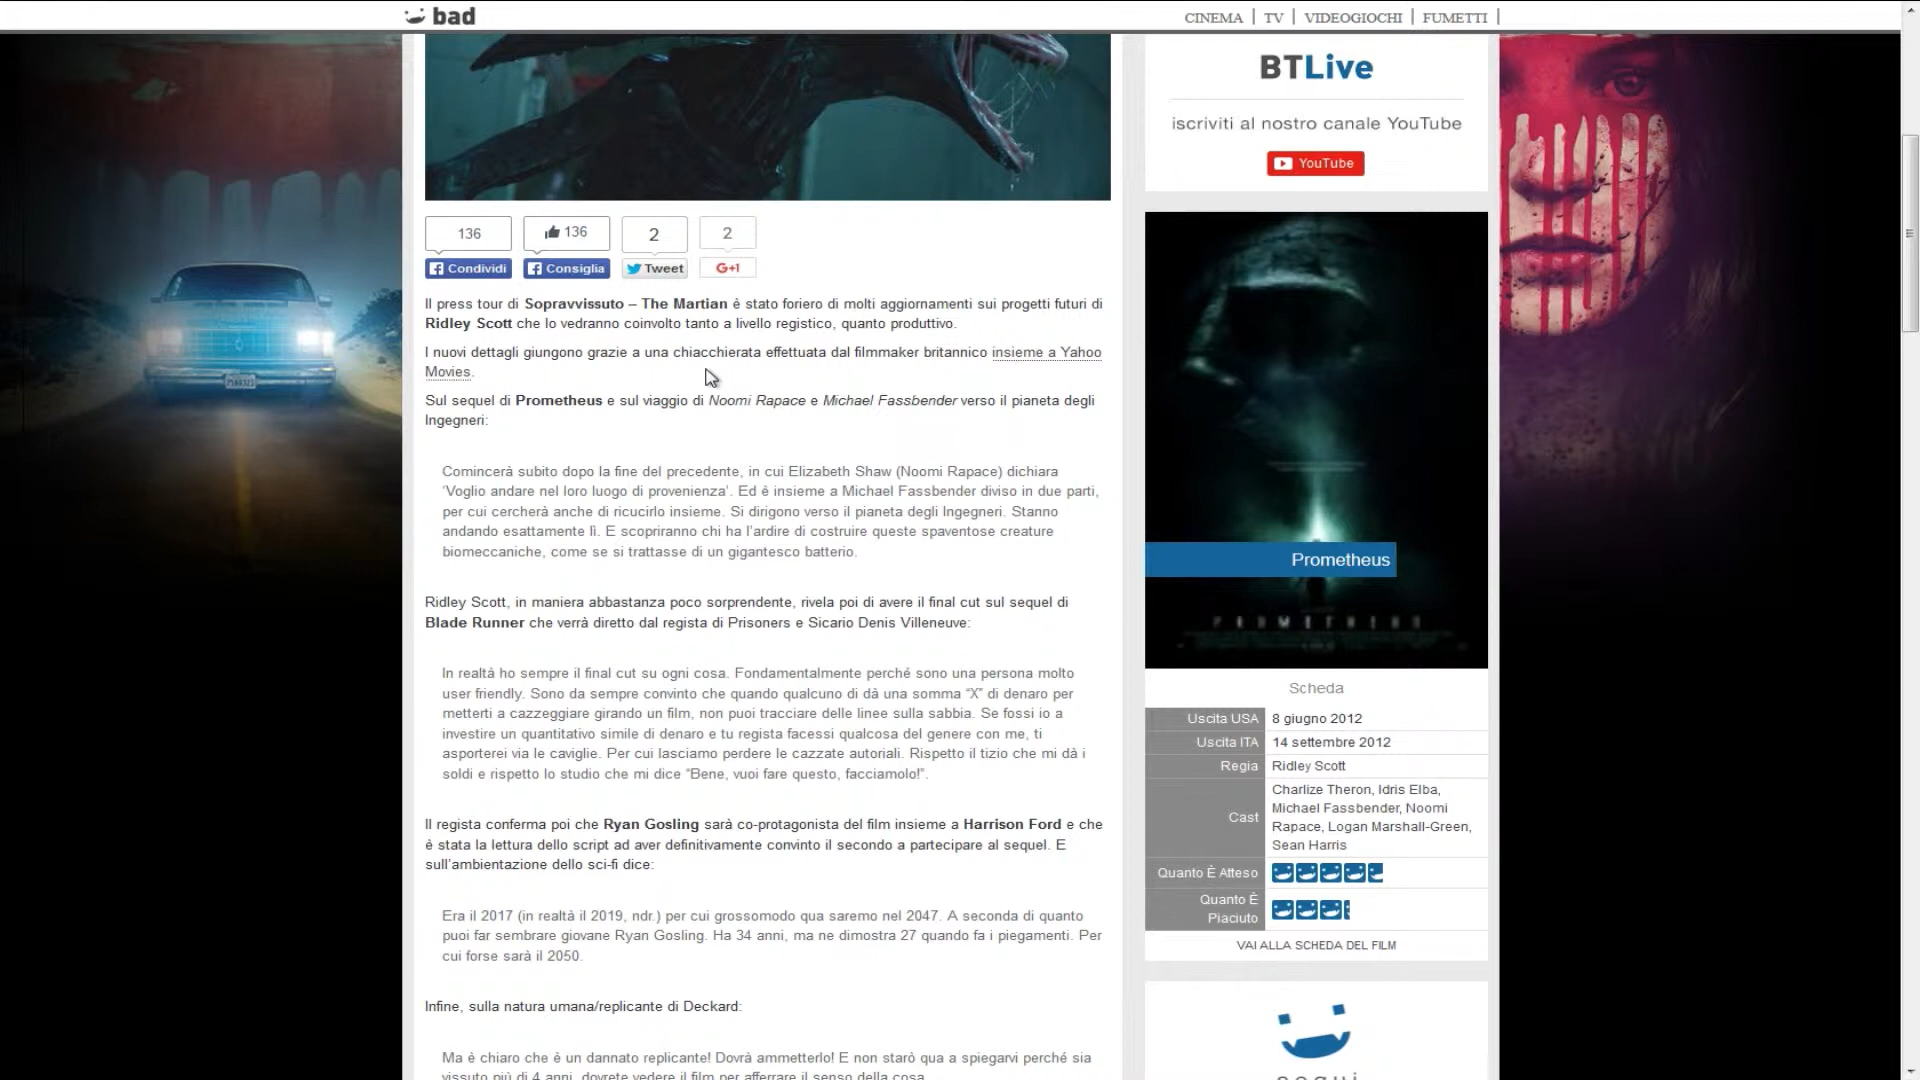 bad
CINEMA | TV | VIDEOGIOCHI | FUMETTI |
136
136
2
2
Condividi
Consiglia
Tweet
G+1
Il press tour di Sopravvissuto – The Martian è stato foriero di molti aggiornamenti sui progetti futuri di
Ridley Scott che lo vedranno coinvolto tanto a livello registico, quanto produttivo.
I nuovi dettagli giungono grazie a una chiacchierata effettuata dal filmmaker britannico insieme a Yahoo
Movies.
Sul sequel di Prometheus e sul viaggio di Noomi Rapace e Michael Fassbender verso il pianeta degli
Ingegneri:
Comincerà subito dopo la fine del precedente, in cui Elizabeth Shaw (Noomi Rapace) dichiara
‘Voglio andare nel loro luogo di provenienza’. Ed è insieme a Michael Fassbender diviso in due parti,
per cui cercherà anche di ricucirlo insieme. Si dirigono verso il pianeta degli Ingegneri. Stanno
andando esattamente lì. E scopriranno chi ha l’ardire di costruire queste spaventose creature
biomeccaniche, come se si trattasse di un gigantesco batterio.
Ridley Scott, in maniera abbastanza poco sorprendente, rivela poi di avere il final cut sul sequel di
Blade Runner che verrà diretto dal regista di Prisoners e Sicario Denis Villeneuve:
In realtà ho sempre il final cut su ogni cosa. Fondamentalmente perché sono una persona molto
user friendly. Sono da sempre convinto che quando qualcuno di dà una somma “X” di denaro per
metterti a cazzeggiare girando un film, non puoi tracciare delle linee sulla sabbia. Se fossi io a
investire un quantitativo simile di denaro e tu regista facessi qualcosa del genere con me, ti
asporterei via le caviglie. Per cui lasciamo perdere le cazzate autoriali. Rispetto il tizio che mi dà i
soldi e rispetto lo studio che mi dice “Bene, vuoi fare questo, facciamolo!”.
Il regista conferma poi che Ryan Gosling sarà co-protagonista del film insieme a Harrison Ford e che
è stata la lettura dello script ad aver definitivamente convinto il secondo a partecipare al sequel. E
sull’ambientazione dello sci-fi dice:
Era il 2017 (in realtà il 2019, ndr.) per cui grossomodo qua saremo nel 2047. A seconda di quanto
puoi far sembrare giovane Ryan Gosling. Ha 34 anni, ma ne dimostra 27 quando fa i piegamenti. Per
cui forse sarà il 2050.
Infine, sulla natura umana/replicante di Deckard:
Ma è chiaro che è un dannato replicante! Dovrà ammetterlo! E non starò qua a spiegarvi perché sia
vissuto più di 4 anni, dovrete vedere il film per afferrare il senso della cosa.
BTLive
iscriviti al nostro canale YouTube
YouTube
Prometheus
PROMETHEUS
Scheda
Uscita USA 8 giugno 2012
Uscita ITA 14 settembre 2012
Regia Ridley Scott
Cast Charlize Theron, Idris Elba,
Michael Fassbender, Noomi
Rapace, Logan Marshall-Green,
Sean Harris
Quanto È Atteso
Quanto È
Piaciuto
VAI ALLA SCHEDA DEL FILM
segui